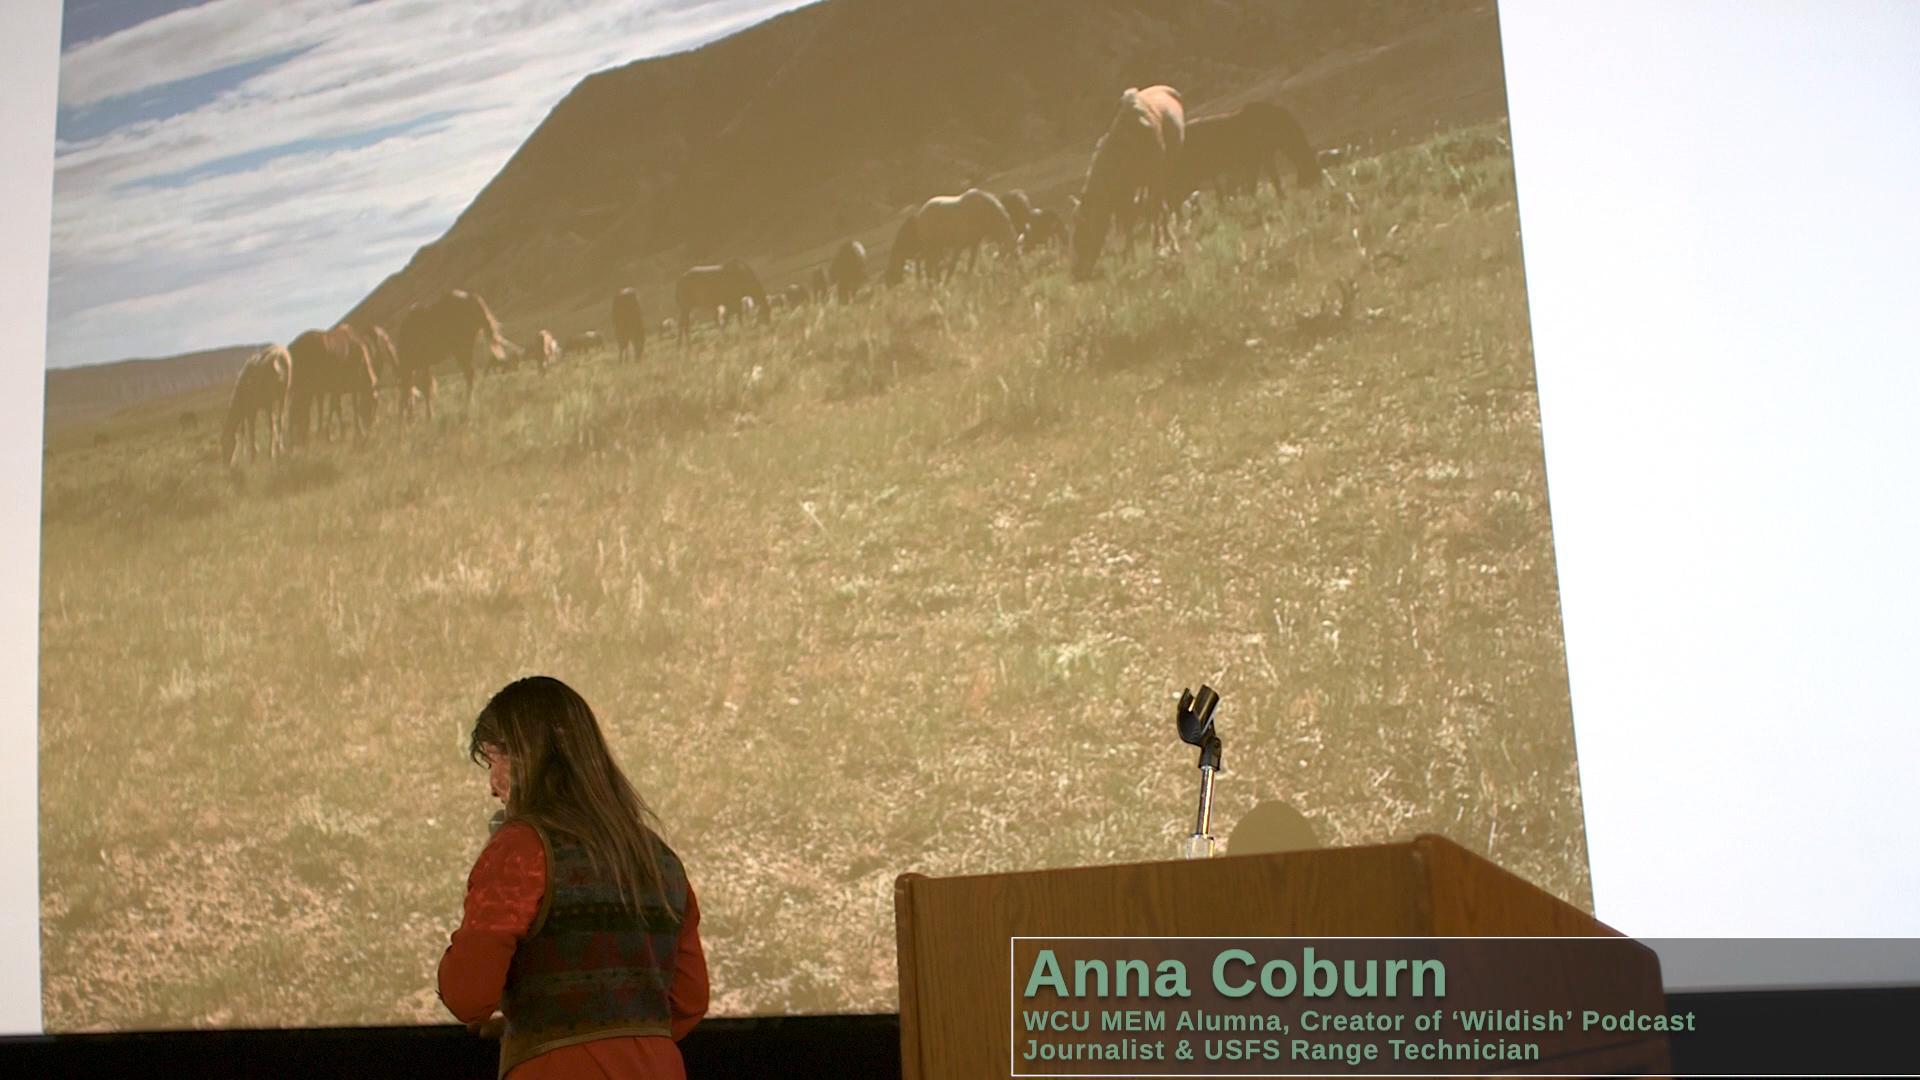 Anna Coburn
WCU MEM Alumna, Creator of ‘Wildish’ Podcast
Journalist & USFS Range Technician